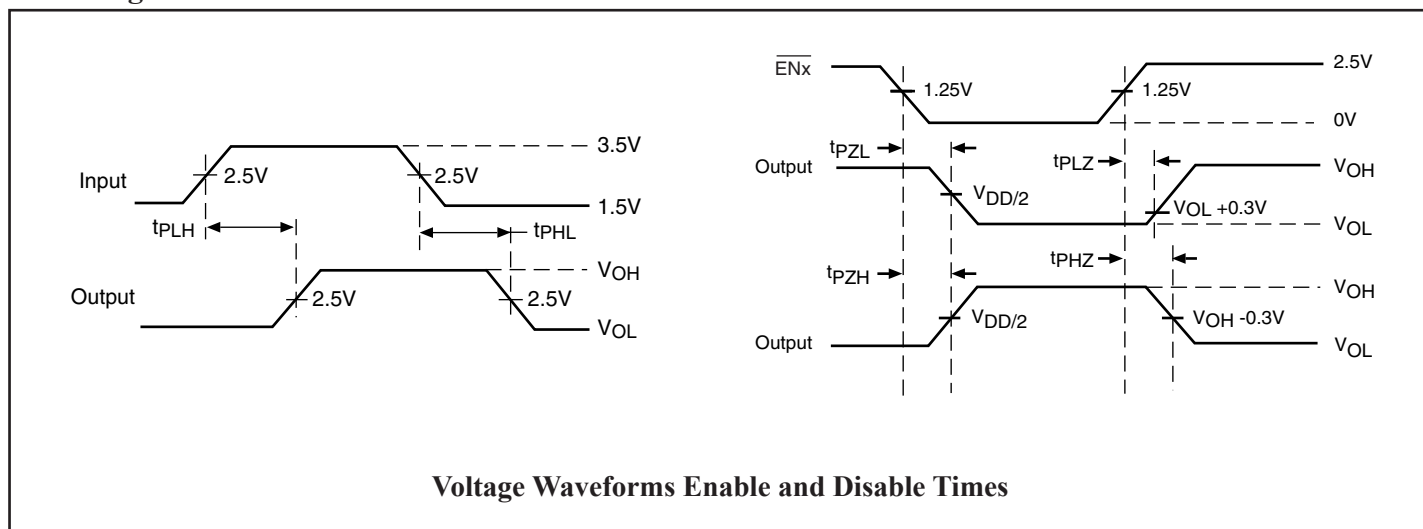 3.5V
2.5V
2.5V
Input
1.5V
tPLH
tPHL
VOH
Output
2.5V
2.5V
VOL
ENx
2.5V
1.25V
1.25V
0V
tPZL
tPLZ
Output
VOH
VDD/2
VOL +0.3V
VOL
tPZH
tPHZ
VOH
VDD/2
VOH -0.3V
Output
VOL
Voltage Waveforms Enable and Disable Times